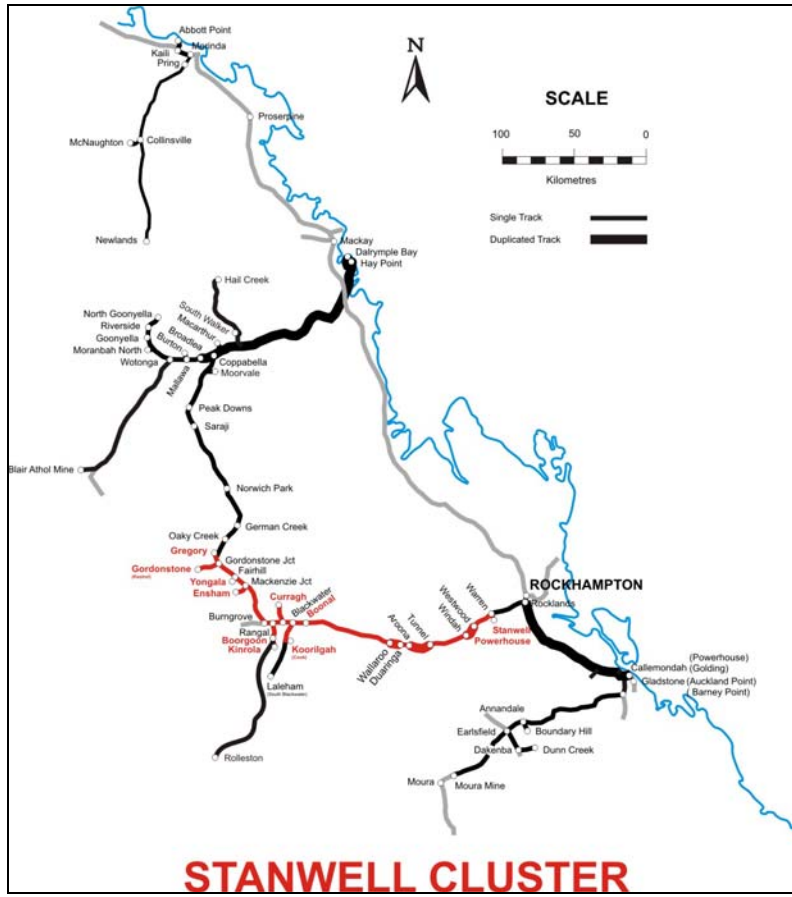 Abbott Point
Merinda
Kaili
Pring
N
SCALE
100 50 0
Kilometres
Proserpine
McNaughton
Collinsville
Single Track
Duplicated Track
Newlands
Mackay
Dalrymple Bay
Hay Point
Hail Creek
North Goonyella
South Walker
Macarthur
Riverside
Broadlea
Goonyella
Burton
Moranbah North
Coppabella
Wotonga
Mallawa
Moorvale
Peak Downs
Saraji
Blair Athol Mine
Norwich Park
German Creek
Oaky Creek
Gregory
Gordonstone Jct
Gordonstone
Fairhill
Yongala
Mackenzie Jct
Ensham
Curragh
Blackwater
Boonal
Burngrove
Rangal
Boorgoon
Kinrola
Koorilgah
(Cook)
Laleham
(South Blackwater)
Rolleston
Wallaroo
Duaringa
Aroona
Tunnel
Windah
Westwood
Warren
Stanwell
Powerhouse
ROCKHAMPTON
Rocklands
Callemondah
(Powerhouse)
(Golding)
Gladstone
(Auckland Point)
(Barney Point)
Annandale
Earlsfield
Boundary Hill
Dakenba
Dunn Creek
Moura
Moura Mine
STANWELL CLUSTER